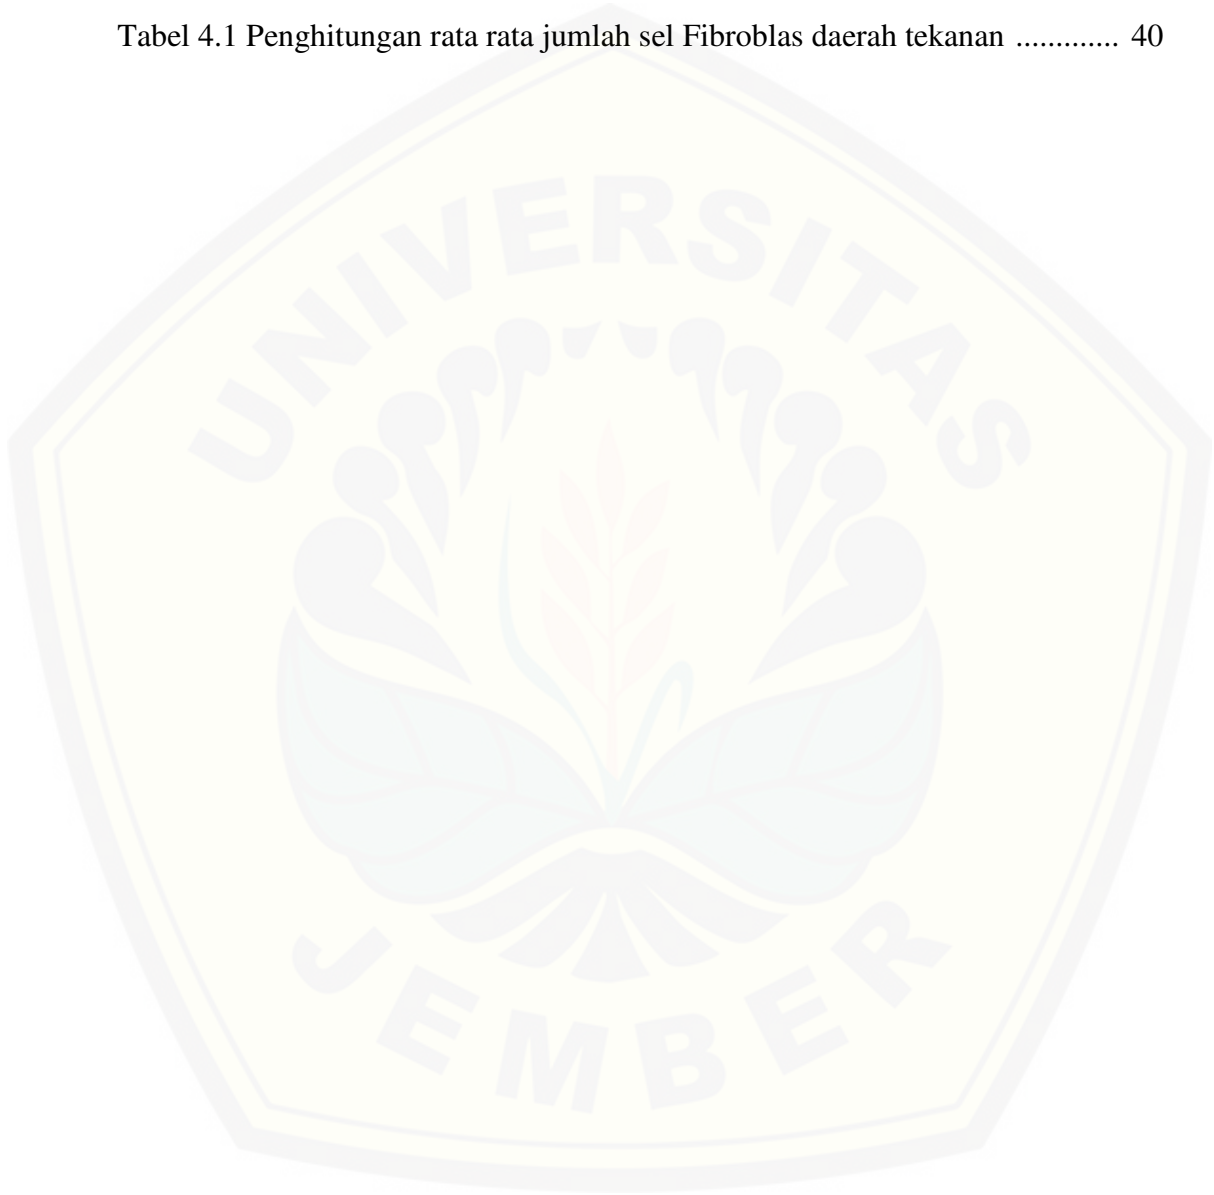 Tabel 4.1 Penghitungan rata rata jumlah sel Fibroblas daerah tekanan ............. 40
UNIVERSITAS
JEMBER